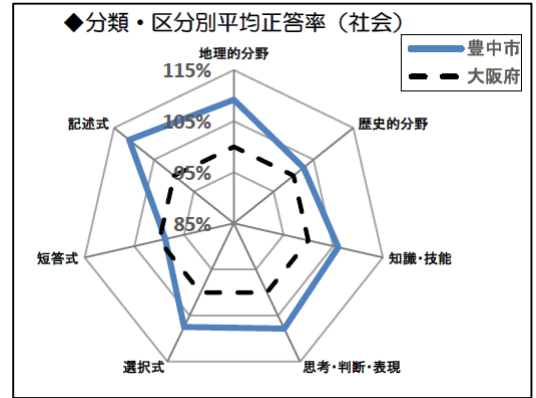 ◆分類・区分別平均正答率（社会）
豊中市
大阪府
地理的分野
115%
105%
95%
85%
歴史的分野
知識・技能
思考・判断・表現
選択式
短答式
記述式